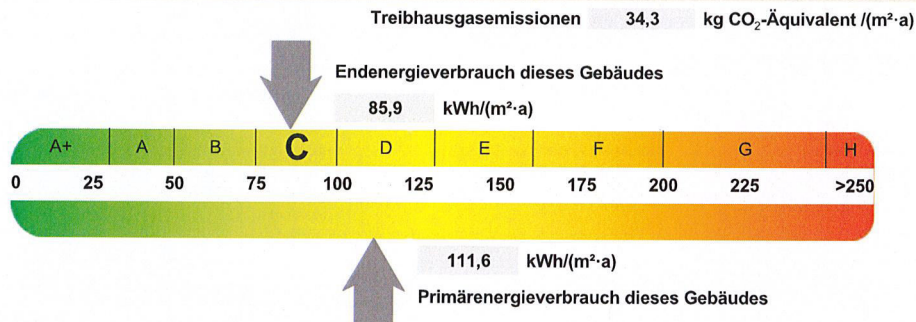 Treibhausgasemissionen 34,3 kg CO₂-Äquivalent /(m²·a)
Endenergieverbrauch dieses Gebäudes
85,9 kWh/(m²·a)
A+ A B C D E F G H
0 25 50 75 100 125 150 175 200 225 >250
111,6 kWh/(m²·a)
Primärenergieverbrauch dieses Gebäudes